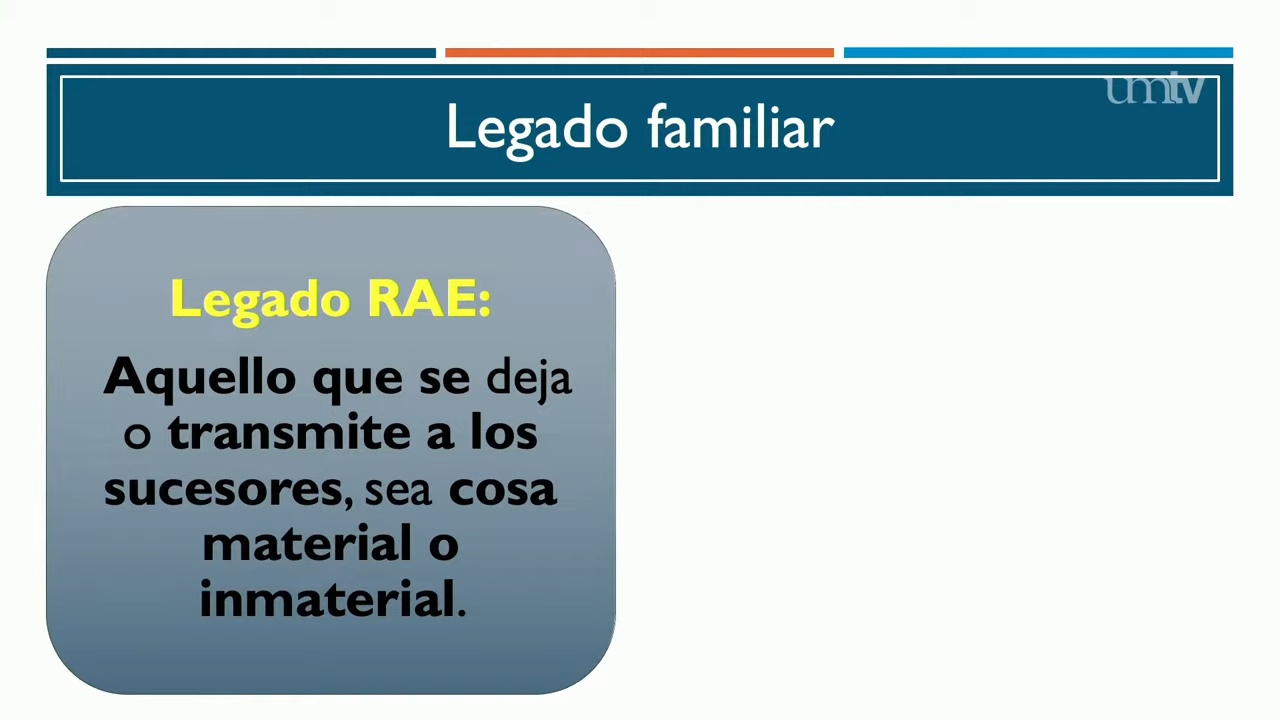 umtv
Legado familiar
Legado RAE:
Aquello que se deja
o transmite a los
sucesores, sea cosa
material o
inmaterial.